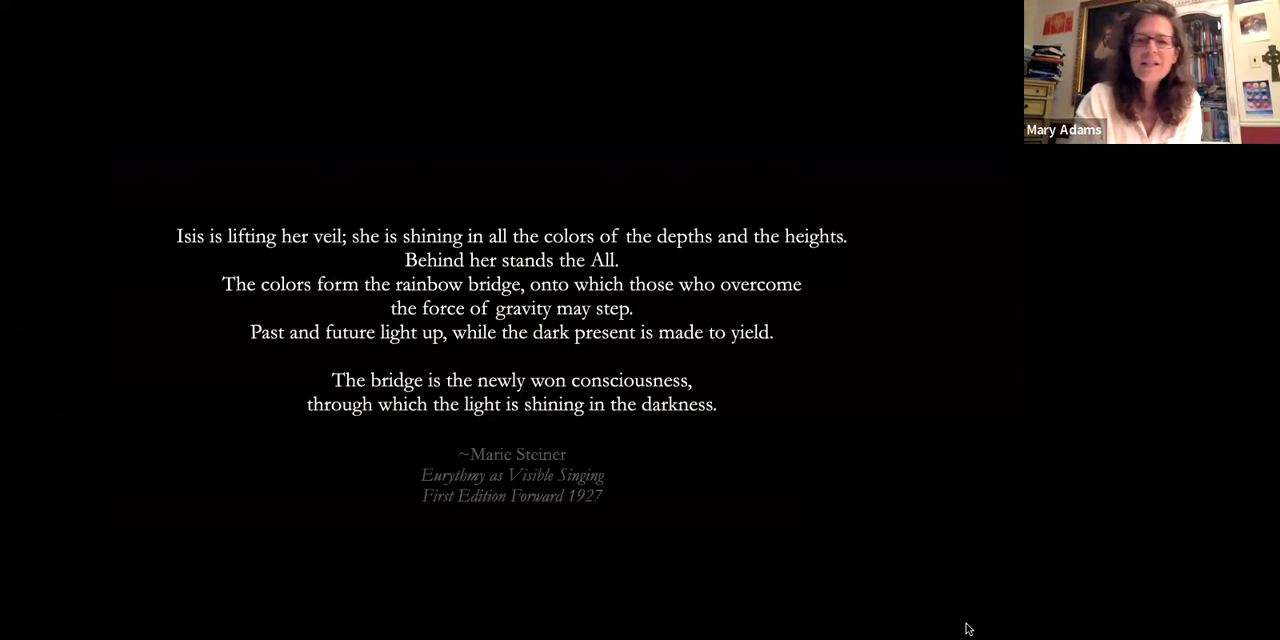 Mary Adams
Isis is lifting her veil; she is shining in all the colors of the depths and the heights.
Behind her stands the All.
The colors form the rainbow bridge, onto which those who overcome
the force of gravity may step.
Past and future light up, while the dark present is made to yield.
The bridge is the newly won consciousness,
through which the light is shining in the darkness.
~Marie Steiner
Eurythmy as Visible Singing
First Edition Forward 1927